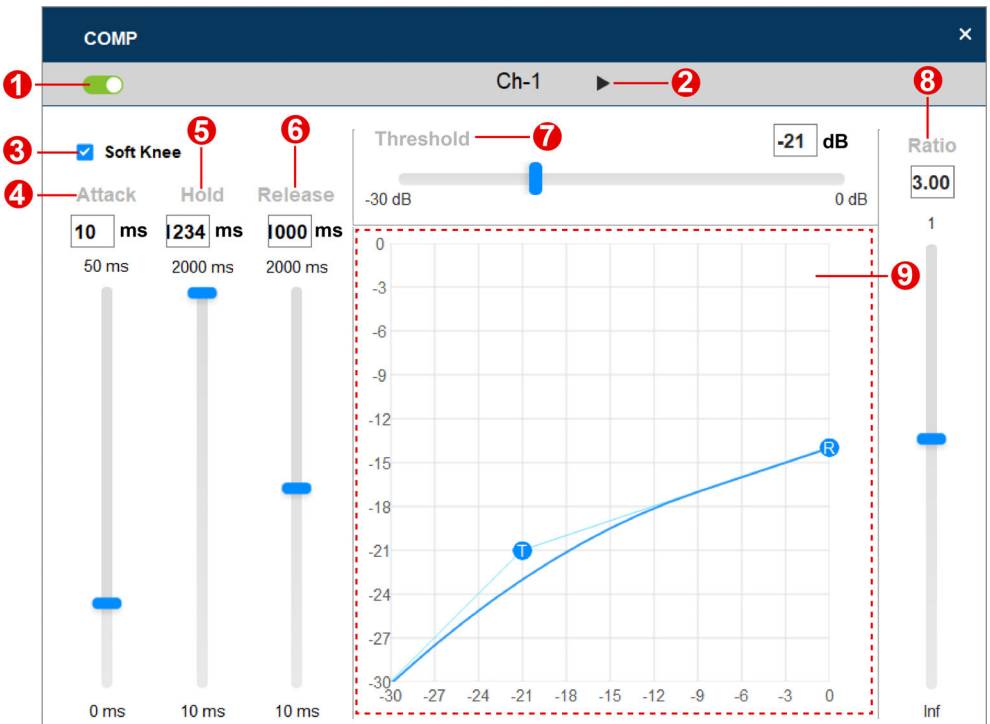 COMP ×
1 Ch-1 2 8
3 Soft Knee 5 6 Threshold 7 -21 dB Ratio
4 Attack Hold Release 3.00
-30 dB 0 dB
10 ms 1234 ms 1000 ms 1
50 ms 2000 ms 2000 ms
0
-3
-6
-9
-12
-15
-18
-21
-24
-27
-30
9
R
T
-30 -27 -24 -21 -18 -15 -12 -9 -6 -3 0
0 ms 10 ms 10 ms Inf